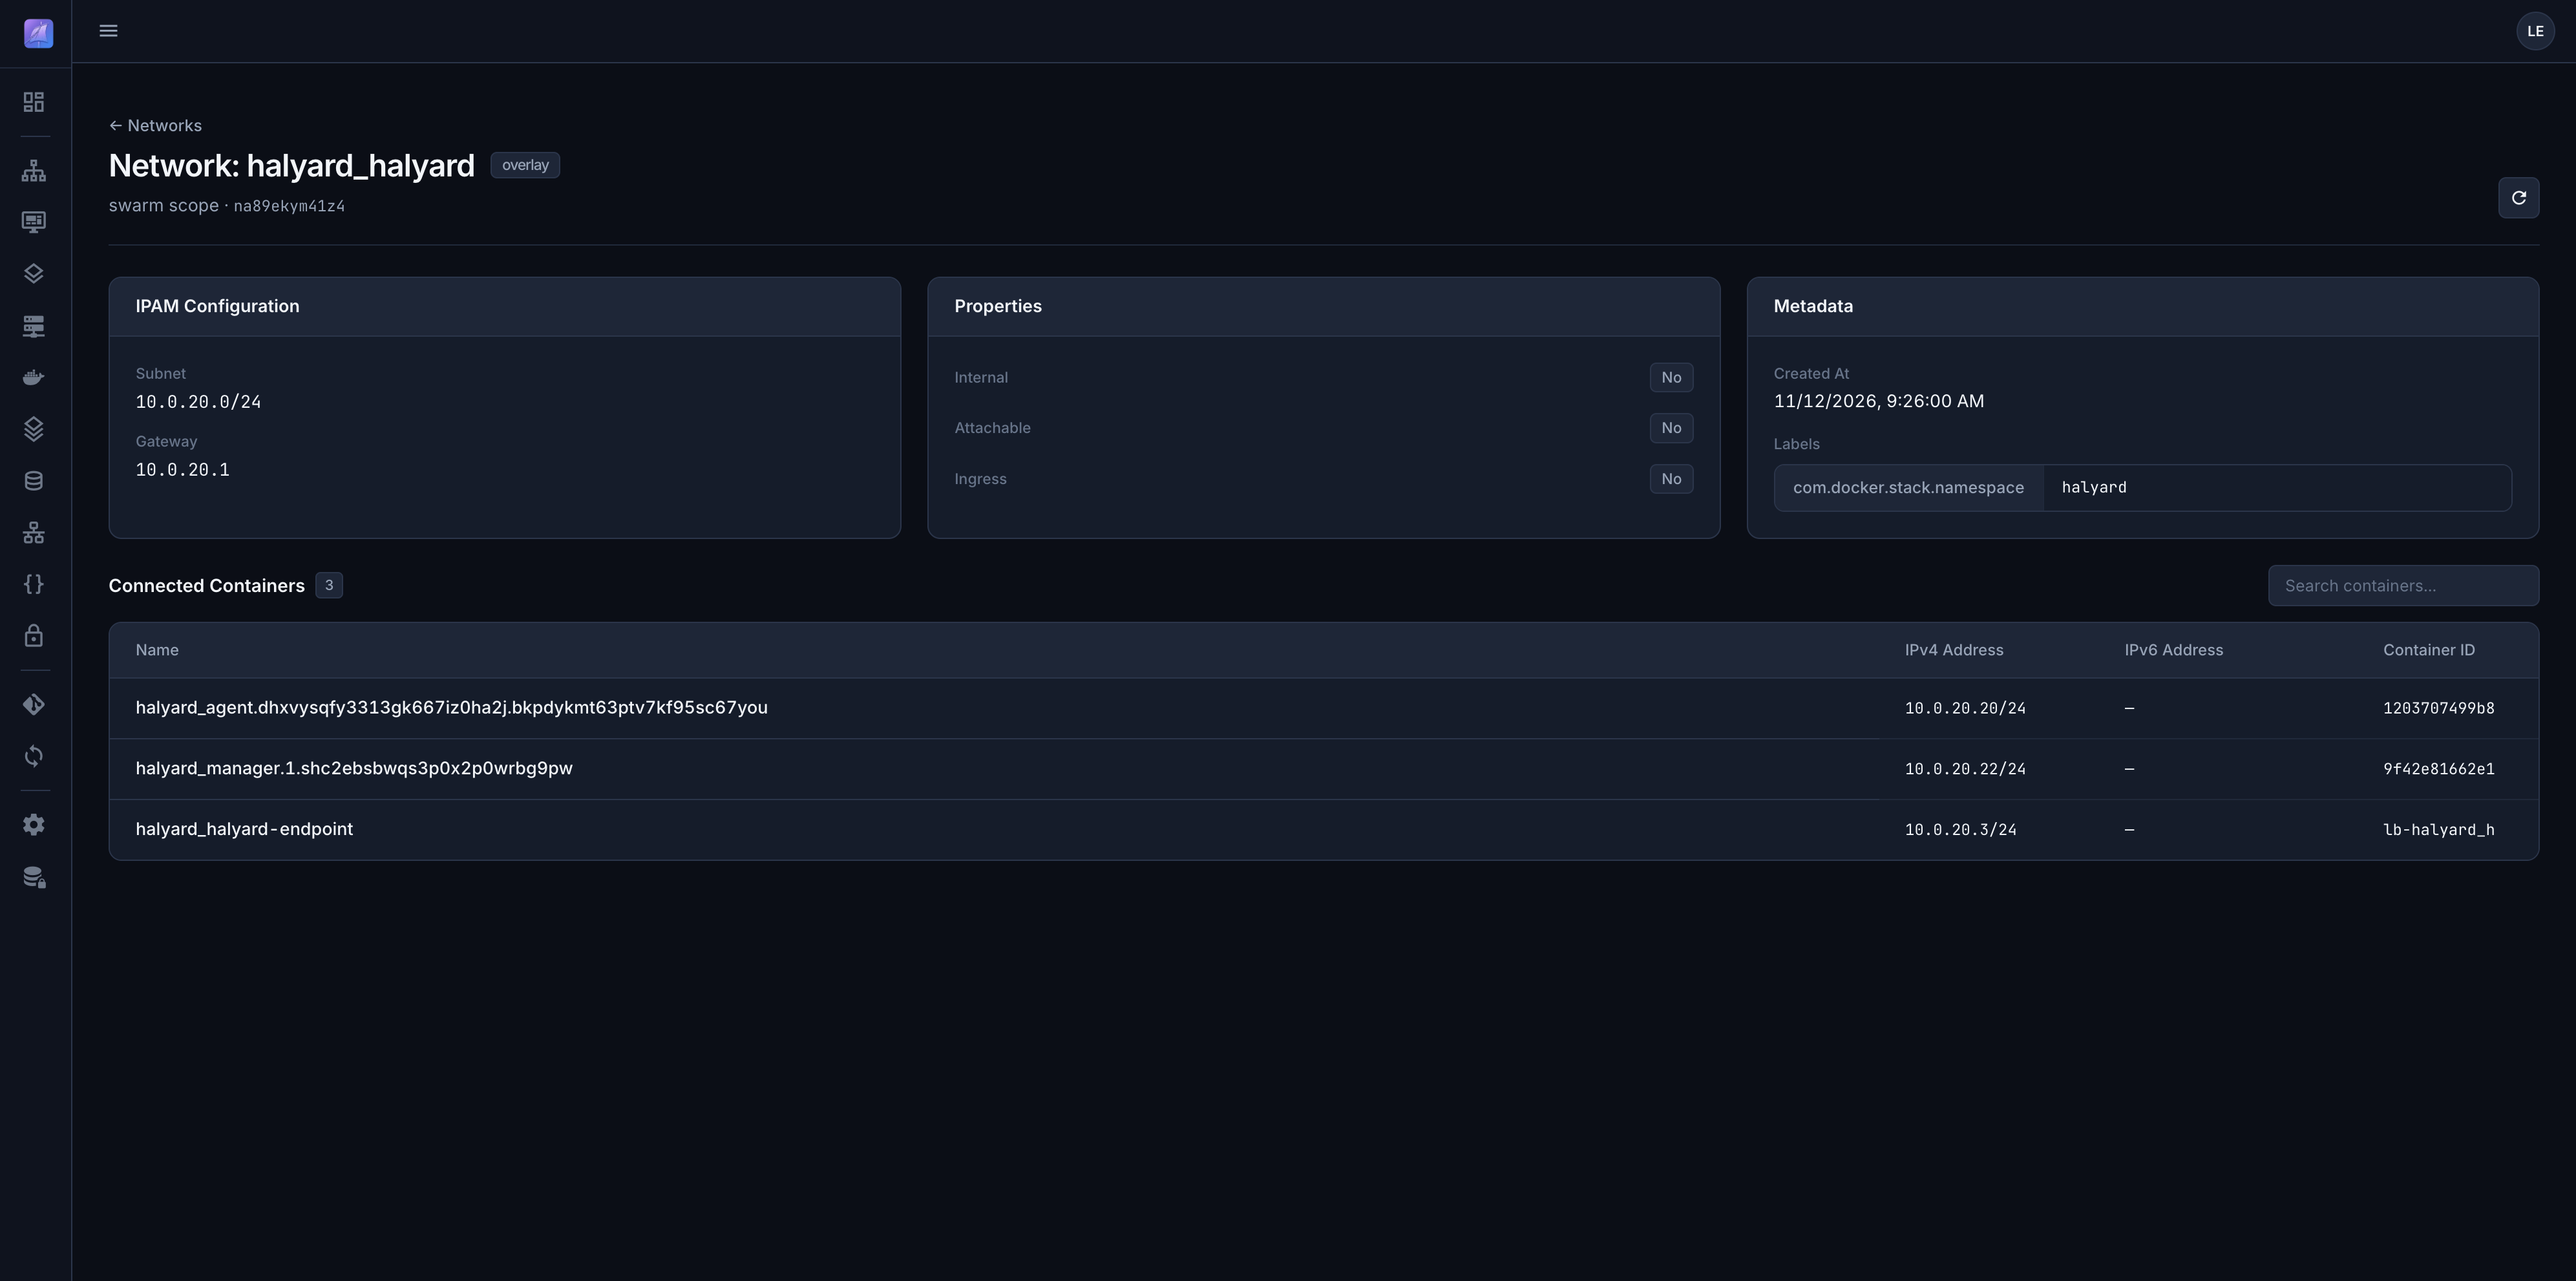 LE
← Networks
Network: halyard_halyard overlay
swarm scope · na89ekym41z4
IPAM Configuration
Subnet
10.0.20.0/24
Gateway
10.0.20.1
Properties
Internal No
Attachable No
Ingress No
Metadata
Created At
11/12/2026, 9:26:00 AM
Labels
com.docker.stack.namespace halyard
Connected Containers 3
Search containers...
Name IPv4 Address IPv6 Address Container ID
halyard_agent.dhxvysqfy3313gk667iz0ha2j.bkpdykmt63ptv7kf95sc67you 10.0.20.20/24 — 1203707499b8
halyard_manager.1.shc2ebsbwqs3p0x2p0wrbg9pw 10.0.20.22/24 — 9f42e81662e1
halyard_halyard-endpoint 10.0.20.3/24 — lb-halyard_h